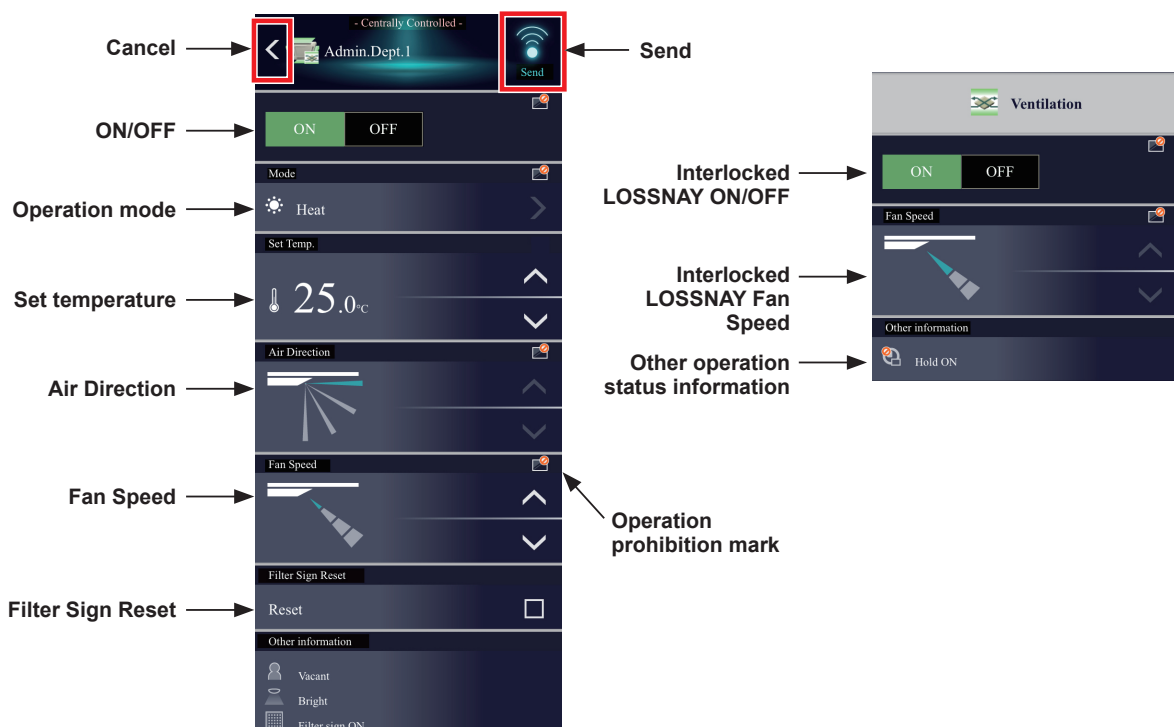 - Centrally Controlled -
Cancel
Admin.Dept.1
Send
Send
ON/OFF
ON OFF
Mode
Operation mode
Heat
Set Temp.
Set temperature
25.0°C
Air Direction
Air Direction
Fan Speed
Fan Speed
Operation
prohibition mark
Filter Sign Reset
Filter Sign Reset
Reset
Other information
Vacant
Bright
Filter sign ON
Ventilation
Interlocked
LOSSNAY ON/OFF
ON OFF
Fan Speed
Interlocked
LOSSNAY Fan
Speed
Other information
Other operation
status information
Hold ON